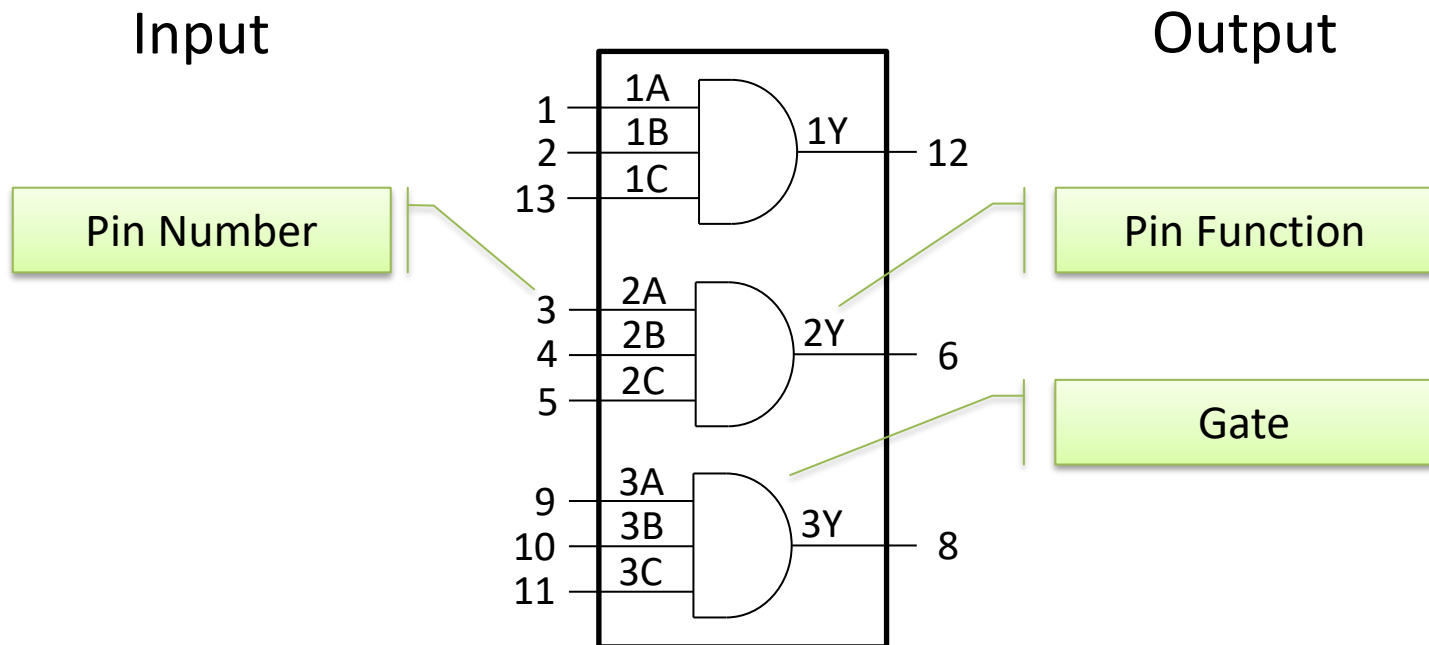 Input
Output
1
1A
2
1B
13
1C
1Y
12
Pin Number
Pin Function
3
2A
4
2B
5
2C
2Y
6
Gate
9
3A
10
3B
11
3C
3Y
8